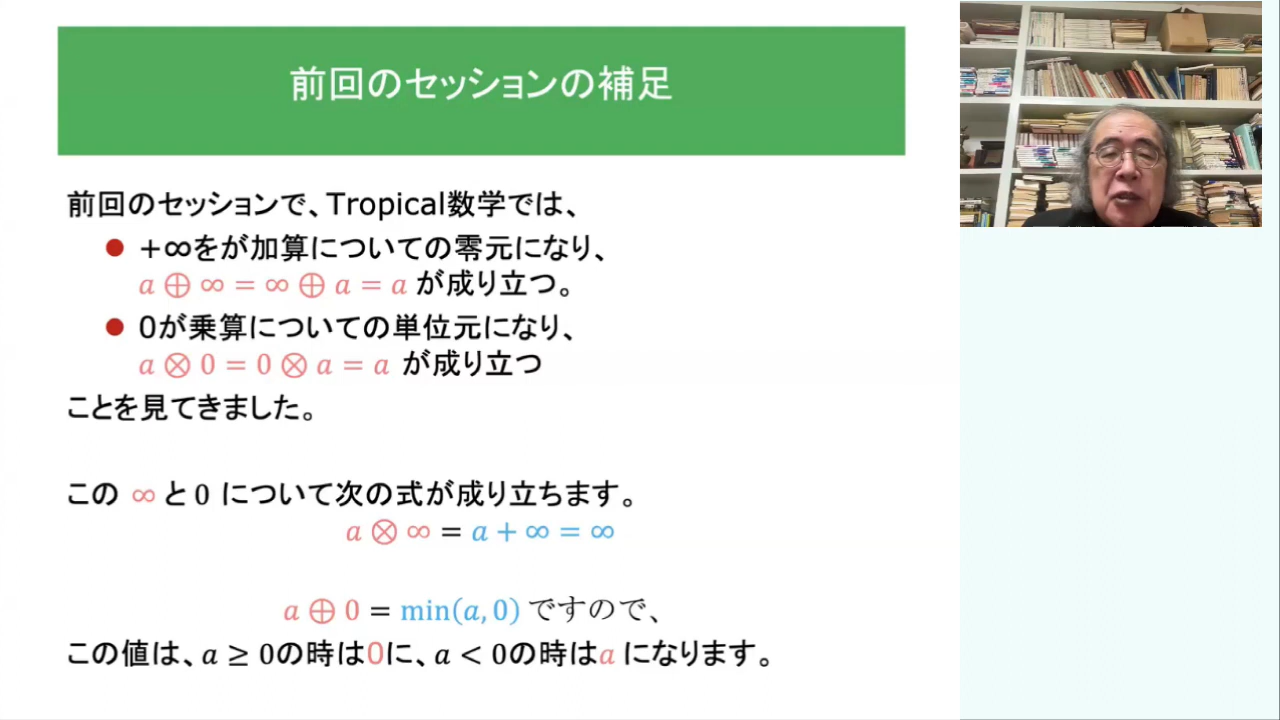 前回のセッションの補足
前回のセッションで、Tropical数学では、
● +∞をが加算についての零元になり、
a ⊕ ∞ = ∞ ⊕ a = a が成り立つ。
● 0が乗算についての単位元になり、
a ⊗ 0 = 0 ⊗ a = a が成り立つ
ことを見てきました。
この ∞ と 0 について次の式が成り立ちます。
a ⊗ ∞ = a + ∞ = ∞
a ⊕ 0 = min(a, 0) ですので、
この値は、a ≥ 0の時は0に、a < 0の時はa になります。